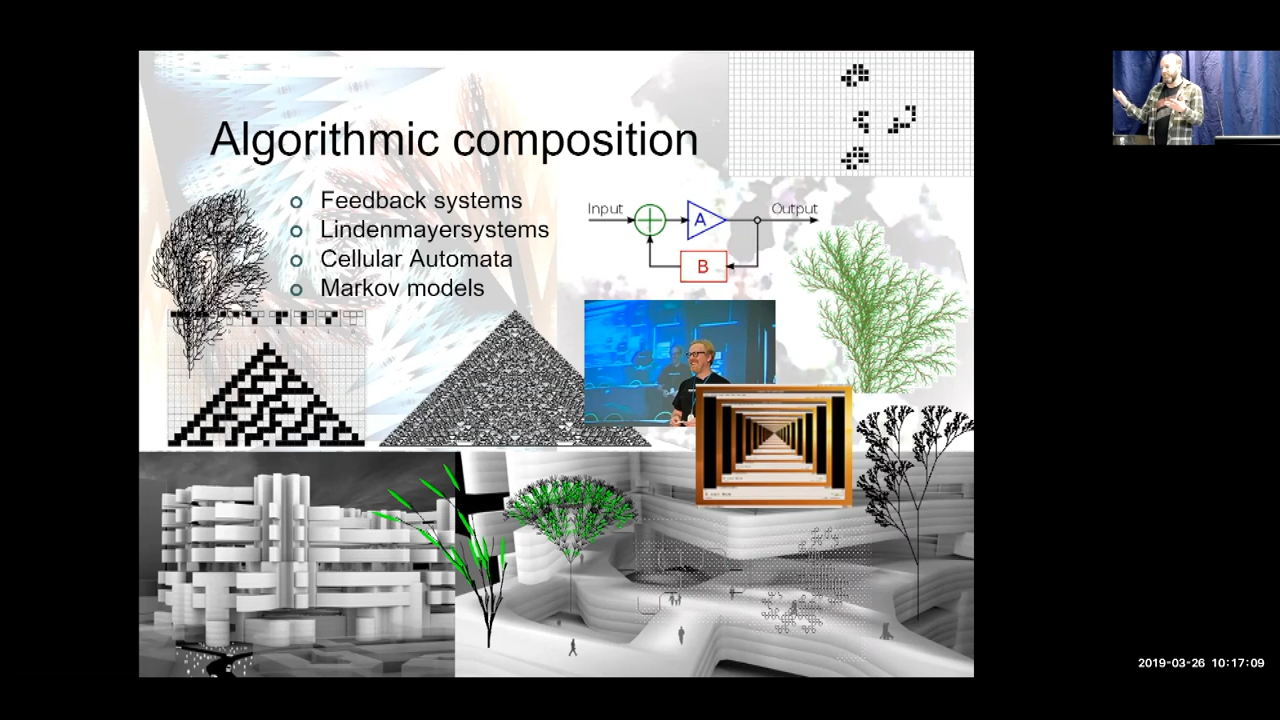 Algorithmic composition
Feedback systems
Lindenmayersystems
Cellular Automata
Markov models
Input
A
Output
B
2019-03-26 10:17:09